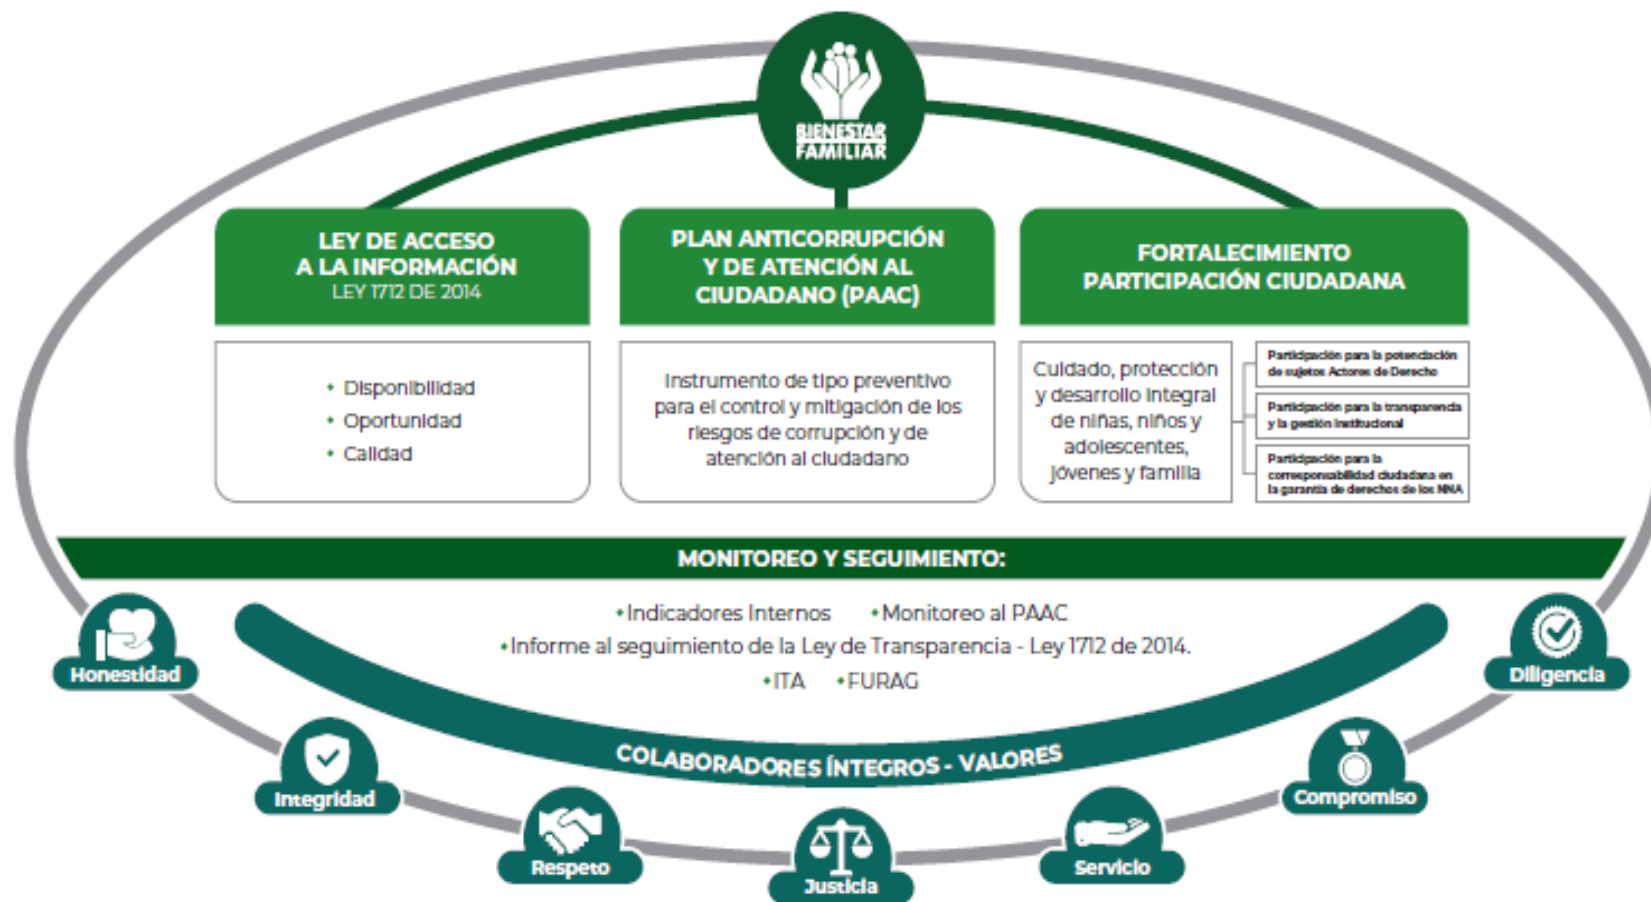 BIENESTAR
FAMILIAR
LEY DE ACCESO
A LA INFORMACIÓN
LEY 1712 DE 2014
• Disponibilidad
• Oportunidad
• Calidad
PLAN ANTICORRUPCIÓN
Y DE ATENCIÓN AL
CIUDADANO (PAAC)
Instrumento de tipo preventivo
para el control y mitigación de los
riesgos de corrupción y de
atención al ciudadano
FORTALECIMIENTO
PARTICIPACIÓN CIUDADANA
Cuidado, protección
y desarrollo integral
de niñas, niños y
adolescentes,
jóvenes y familia
Participación para la potenciación
de sujetos Actores de Derecho
Participación para la transparencia
y la gestión institucional
Participación para la
corresponsabilidad ciudadana en
la garantía de derechos de los NNA
MONITOREO Y SEGUIMIENTO:
• Indicadores Internos • Monitoreo al PAAC
• Informe al seguimiento de la Ley de Transparencia - Ley 1712 de 2014.
• ITA • FURAG
COLABORADORES ÍNTEGROS - VALORES
Honestidad
Integridad
Respeto
Justicia
Servicio
Compromiso
Diligencia